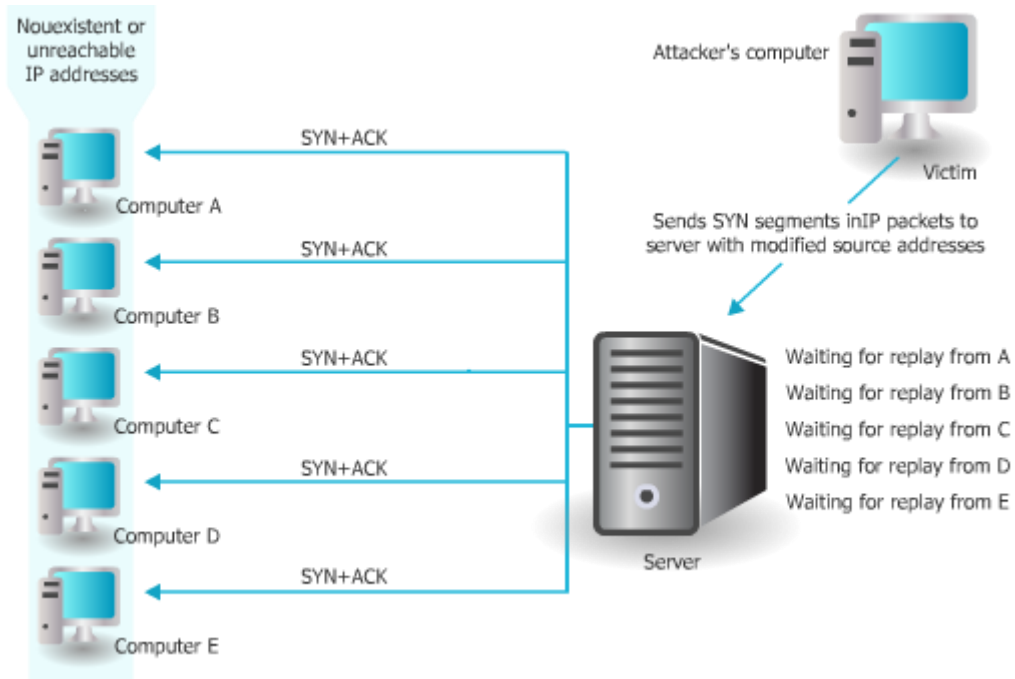 Nouexistent or
unreachable
IP addresses
Attacker's computer
Victim
Sends SYN segments inIP packets to
server with modified source addresses
SYN+ACK
Computer A
SYN+ACK
Computer B
SYN+ACK
Computer C
SYN+ACK
Computer D
SYN+ACK
Computer E
Waiting for replay from A
Waiting for replay from B
Waiting for replay from C
Waiting for replay from D
Waiting for replay from E
Server